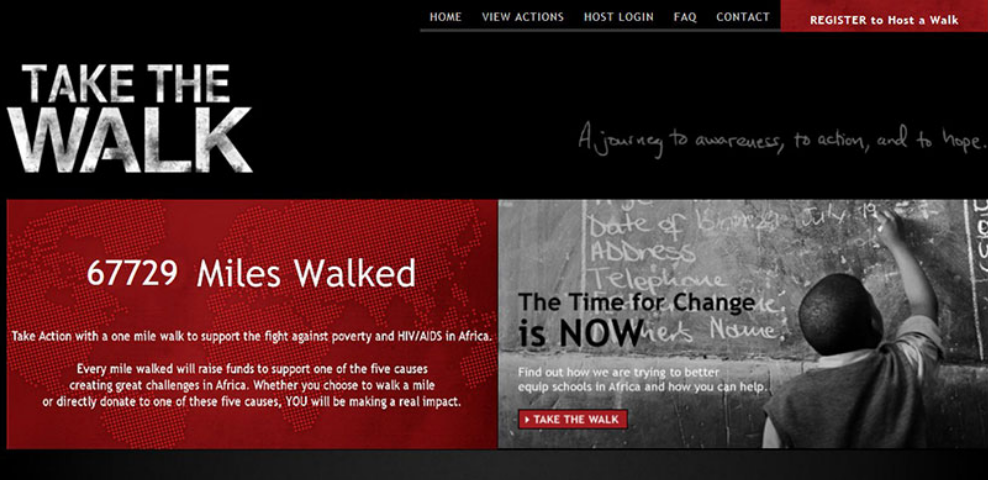 HOME VIEW ACTIONS HOST LOGIN FAQ CONTACT REGISTER to Host a Walk
TAKE THE
WALK
A journey to awareness, to action, and to hope.
67729 Miles Walked
Take Action with a one mile walk to support the fight against poverty and HIV/AIDS in Africa.
Every mile walked will raise funds to support one of the five causes
creating great challenges in Africa. Whether you choose to walk a mile
or directly donate to one of these five causes, YOU will be making a real impact.
Date of July 19
ADDress
Telephone
Name:
The Time for Change
is NOW
Find out how we are trying to better
equip schools in Africa and how you can help.
TAKE THE WALK